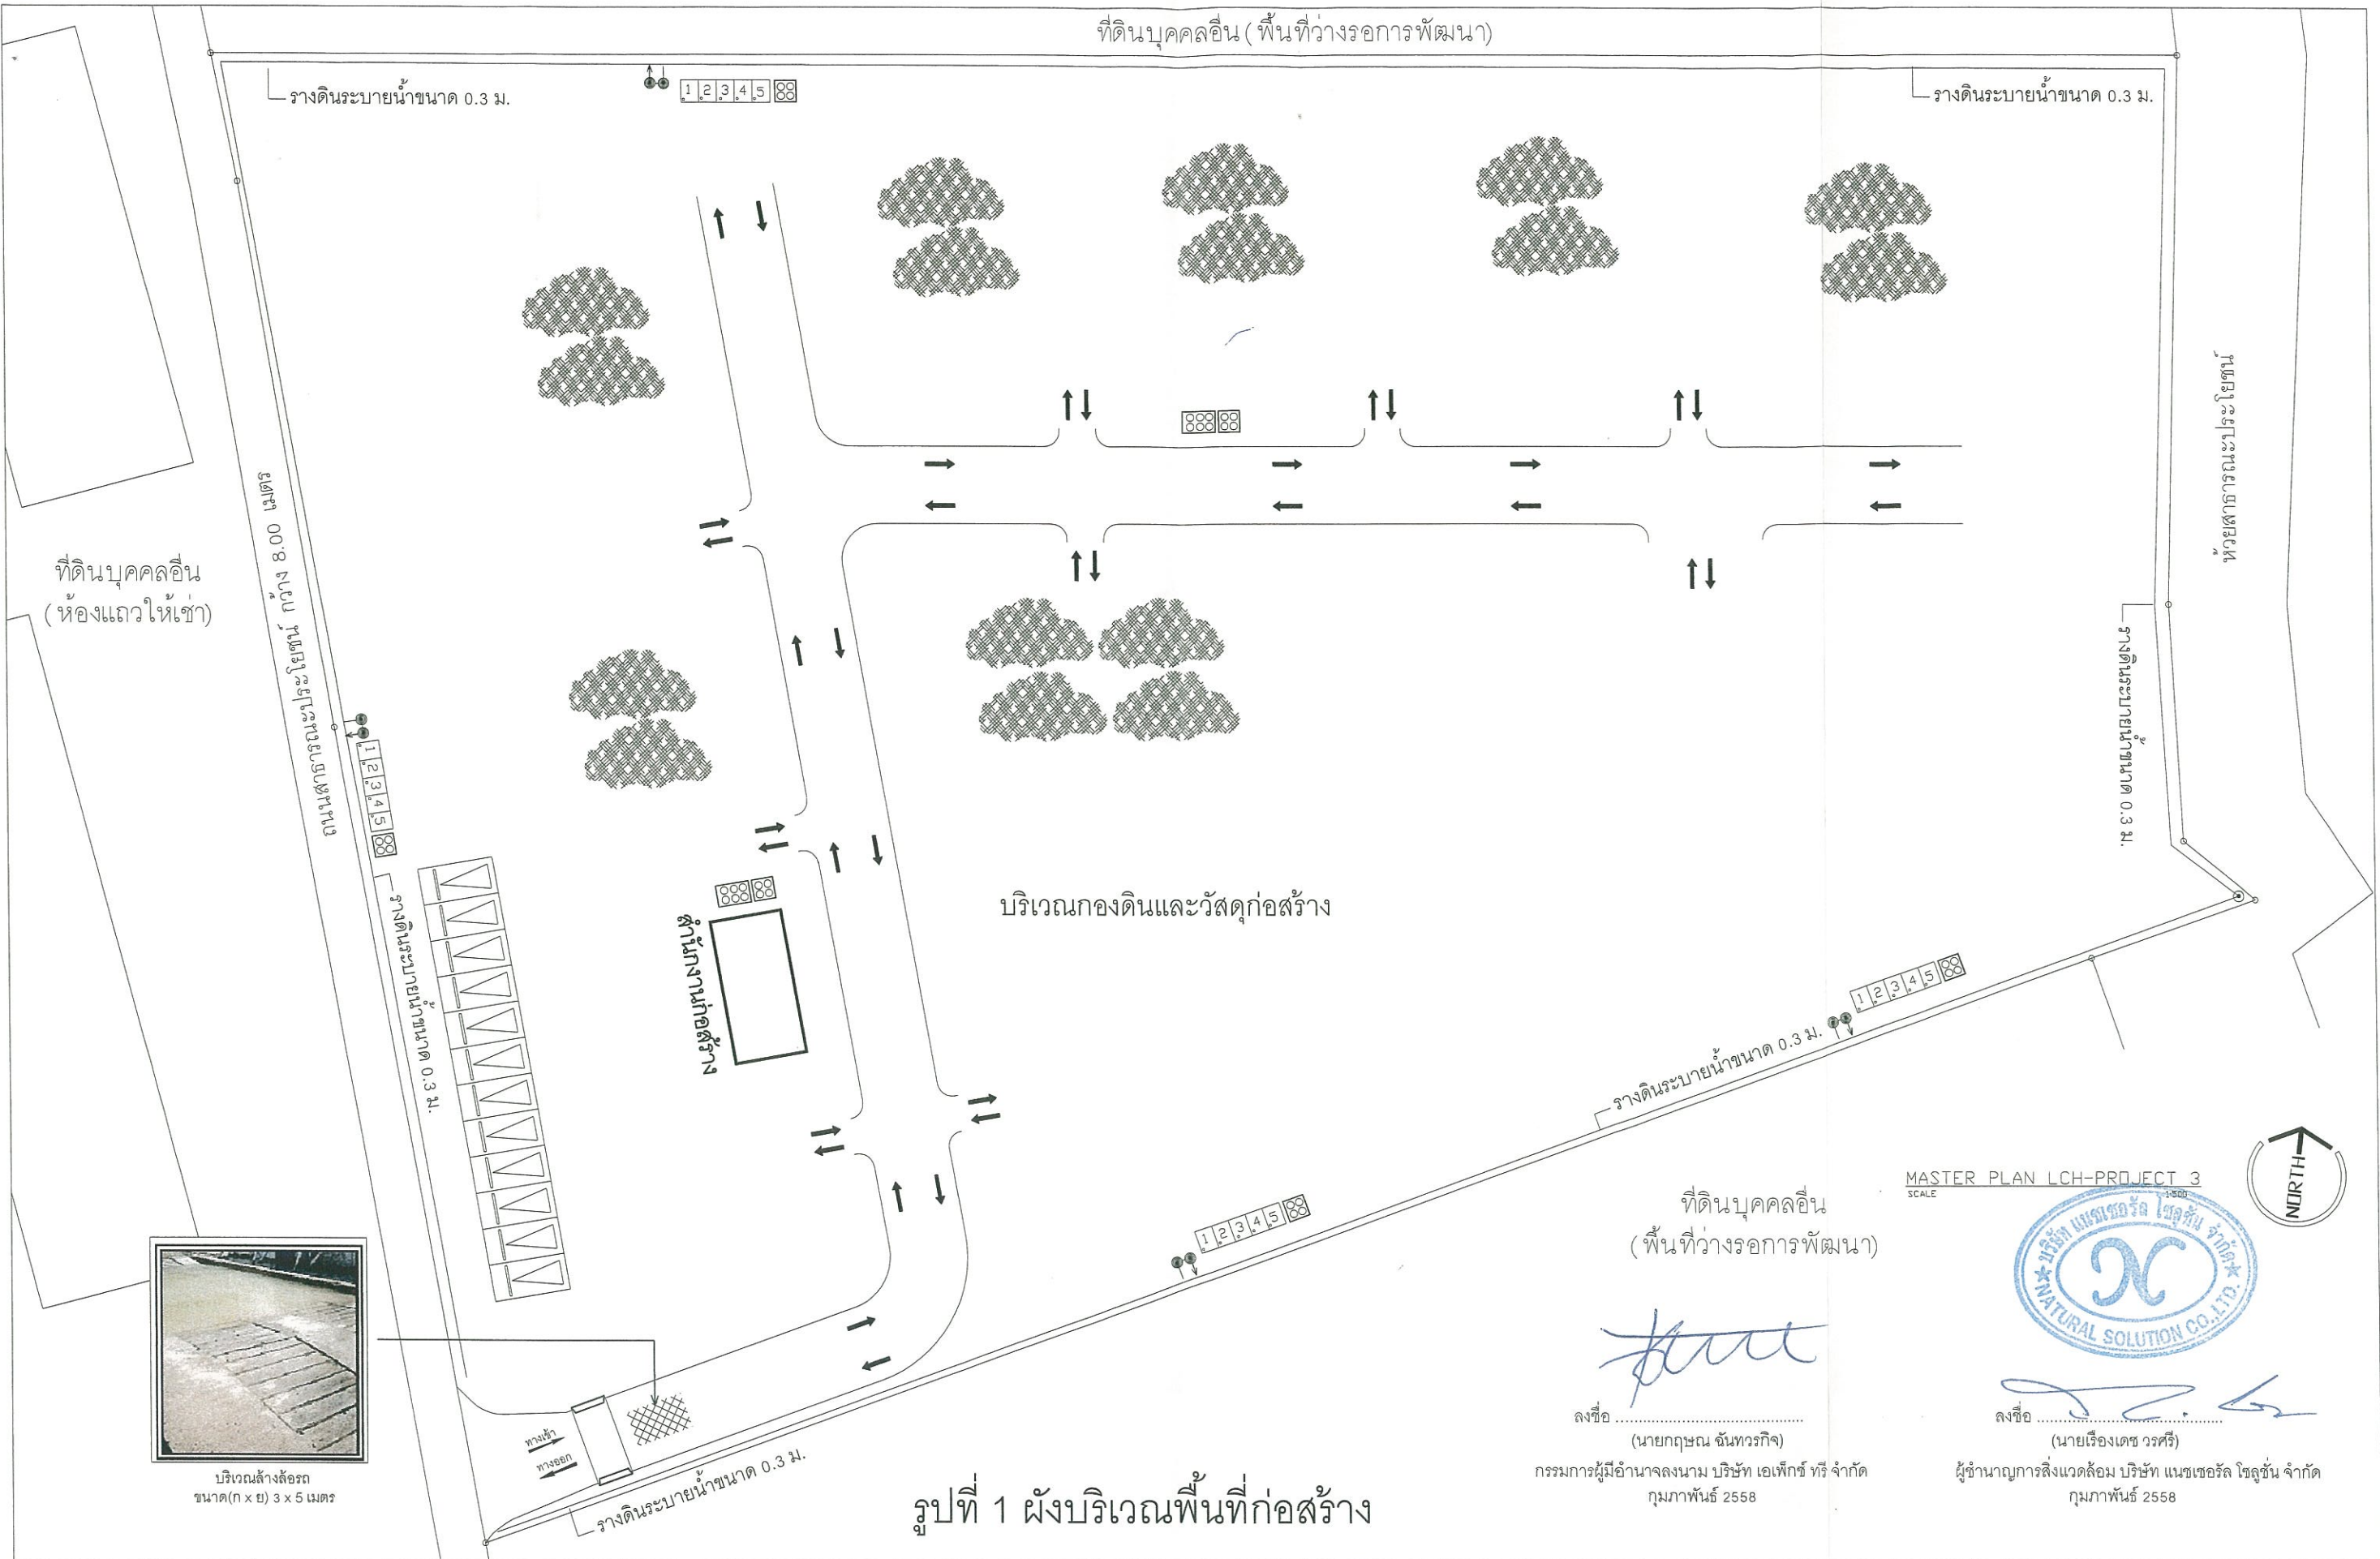 ที่ดินบุคคลอื่น (พื้นที่ว่างรอการพัฒนา)
รางดินระบายน้ำขนาด 0.3 ม.
1 2 3 4 5
รางดินระบายน้ำขนาด 0.3 ม.
ห้วยสาธารณะประโยชน์
ที่ดินบุคคลอื่น
(ห้องแถวให้เช่า)
ถนนสาธารณะประโยชน์ กว้าง 8.00 เมตร
1 2 3 4 5
รางดินระบายน้ำขนาด 0.3 ม.
รางดินระบายน้ำขนาด 0.3 ม.
สำนักงานก่อสร้าง
บริเวณกองดินและวัสดุก่อสร้าง
1 2 3 4 5
รางดินระบายน้ำขนาด 0.3 ม.
1 2 3 4 5
ที่ดินบุคคลอื่น
(พื้นที่ว่างรอการพัฒนา)
MASTER PLAN LCH-PROJECT 3
SCALE 1:500
NORTH
บริษัท แนชเชอรัล โซลูชั่น จำกัด
N
NATURAL SOLUTION CO.,LTD.
ทางเข้า
ทางออก
บริเวณล้างล้อรถ
ขนาด(ก x ย) 3 x 5 เมตร
รางดินระบายน้ำขนาด 0.3 ม.
รูปที่ 1 ผังบริเวณพื้นที่ก่อสร้าง
ลงชื่อ
(นายกฤษณ ฉันทวรกิจ)
กรรมการผู้มีอำนาจลงนาม บริษัท เอเพ็กซ์ ทรี จำกัด
กุมภาพันธ์ 2558
ลงชื่อ
(นายเรืองเดช วรศรี)
ผู้ชำนาญการสิ่งแวดล้อม บริษัท แนชเชอรัล โซลูชั่น จำกัด
กุมภาพันธ์ 2558